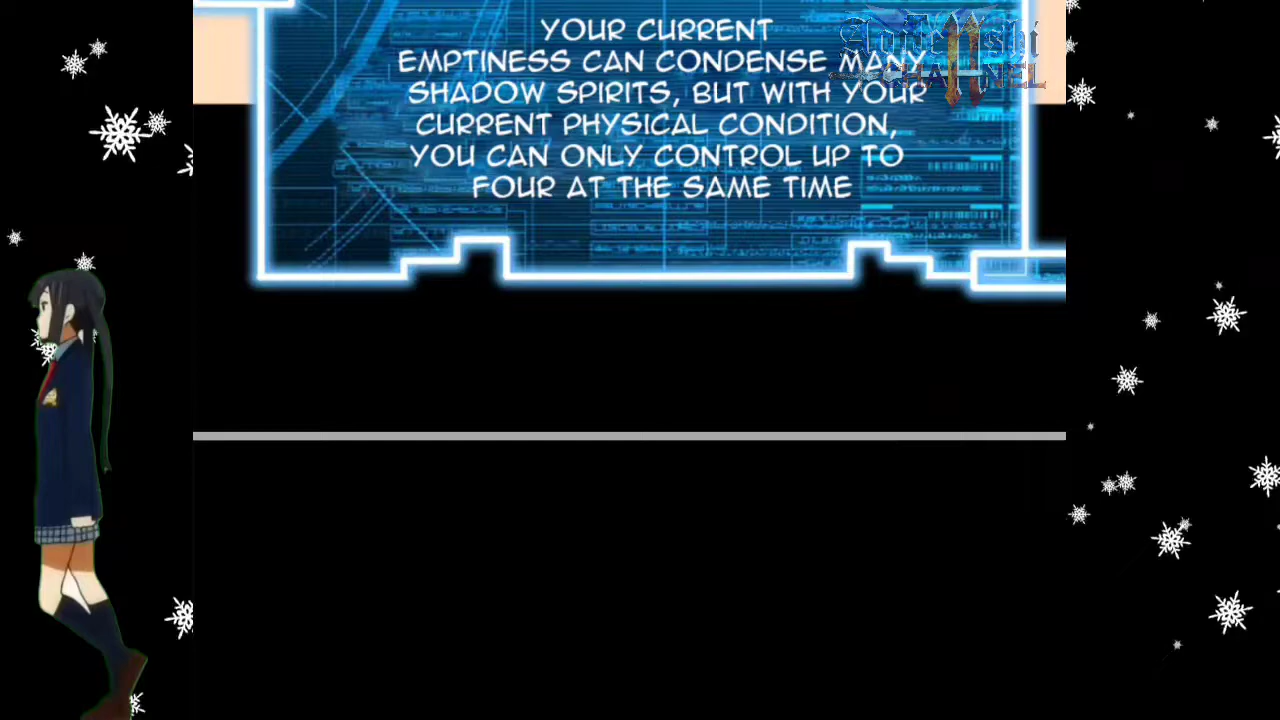 YOUR CURRENT
EMPTINESS CAN CONDENSE MANY
SHADOW SPIRITS, BUT WITH YOUR
CURRENT PHYSICAL CONDITION,
YOU CAN ONLY CONTROL UP TO
FOUR AT THE SAME TIME
CHANNEL